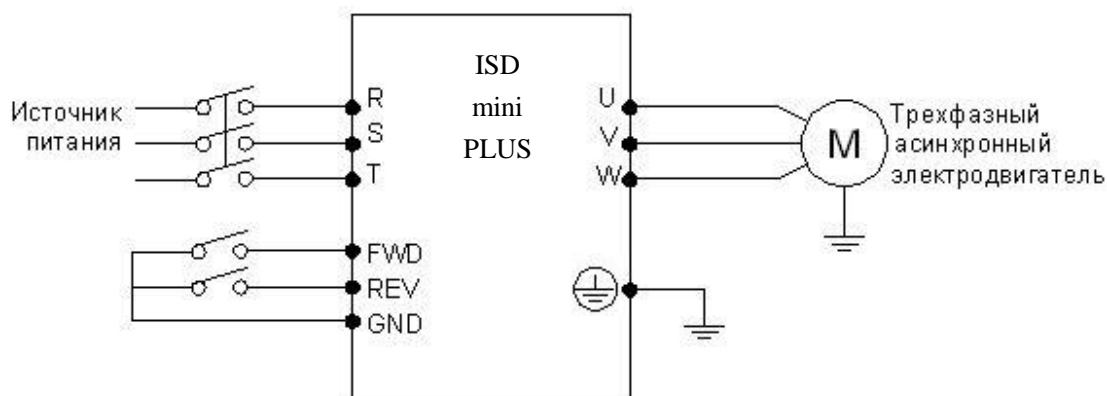 ISD
mini
PLUS
Источник
питания
R
S
T
FWD
REV
GND
U
V
W
M
Трехфазный
асинхронный
электродвигатель